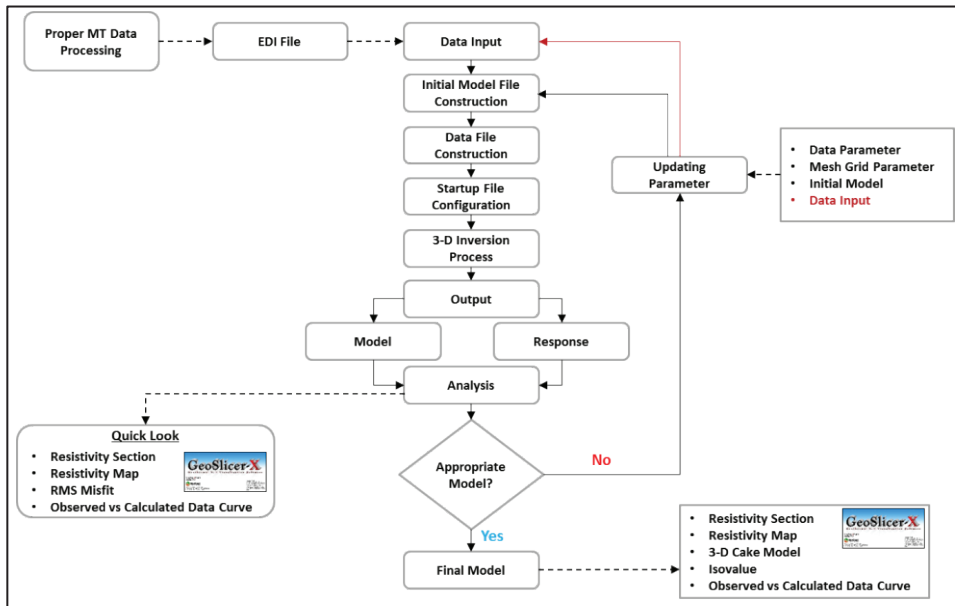 Proper MT Data
Processing
EDI File
Data Input
Initial Model File
Construction
Data File
Construction
Startup File
Configuration
3-D Inversion
Process
Output
Model
Response
Analysis
Updating
Parameter
• Data Parameter
• Mesh Grid Parameter
• Initial Model
• Data Input
Quick Look
• Resistivity Section
• Resistivity Map
• RMS Misfit
• Observed vs Calculated Data Curve
GeoSlicer-X
Appropriate
Model?
No
Yes
Final Model
• Resistivity Section
• Resistivity Map
• 3-D Cake Model
• Isovalue
• Observed vs Calculated Data Curve
GeoSlicer-X